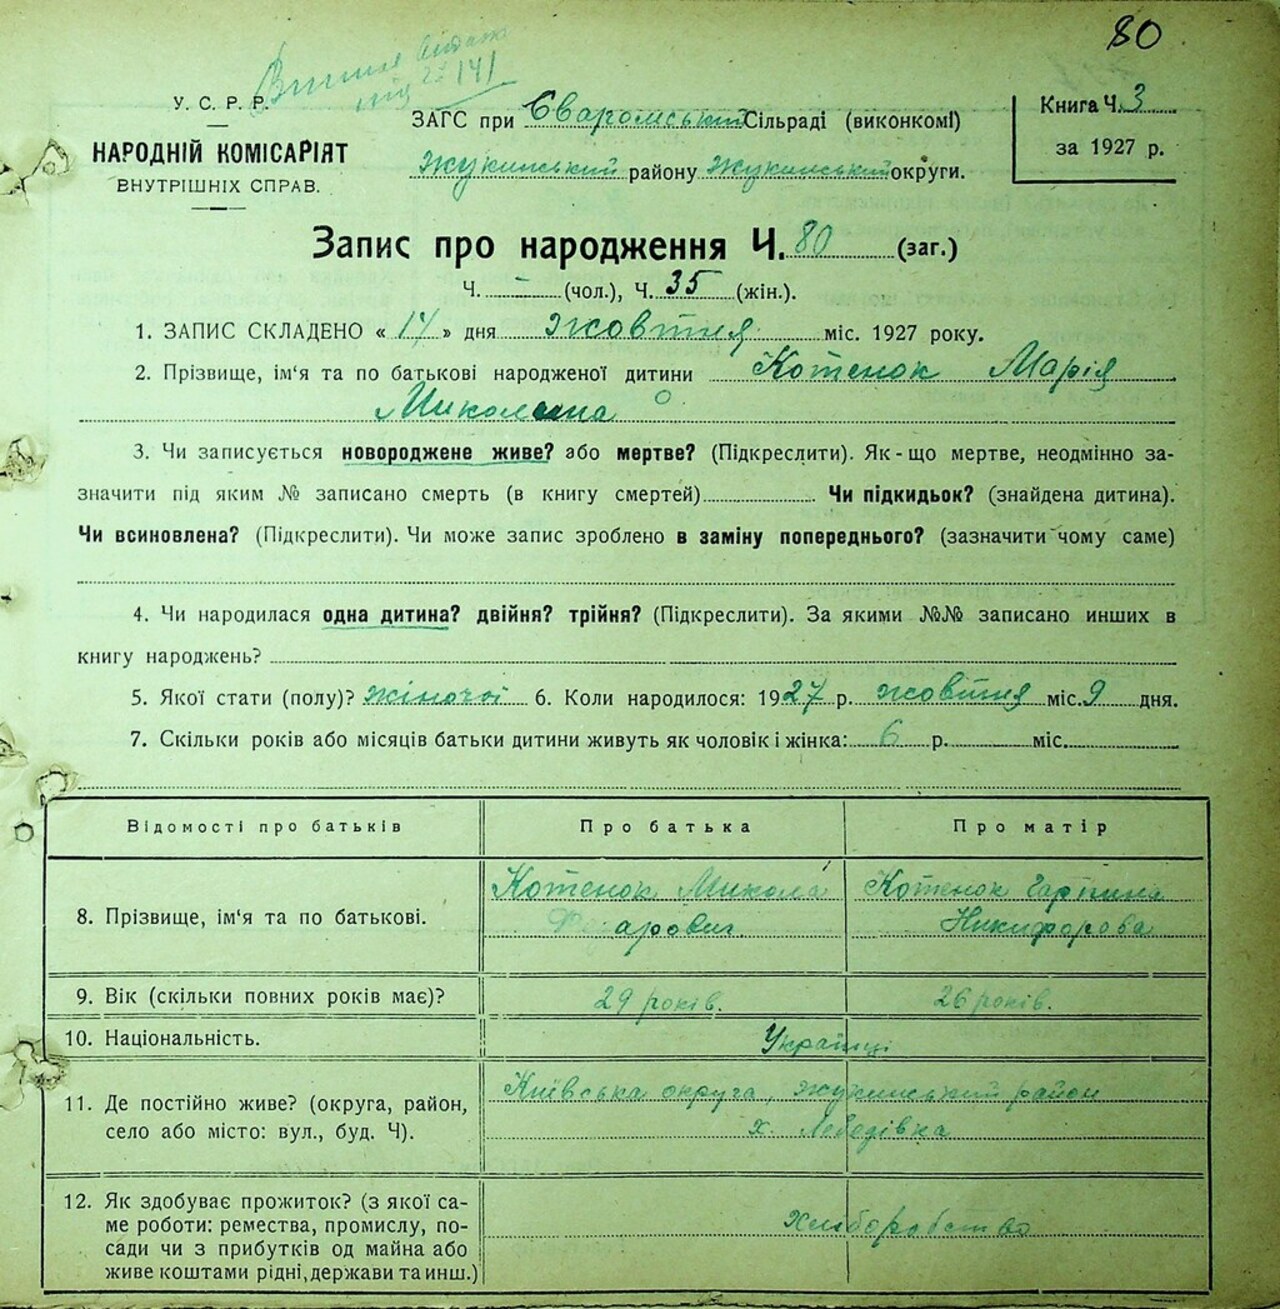 80
У. С. Р. Р.
НАРОДНІЙ КОМІСАРІЯТ
ВНУТРІШНІХ СПРАВ.
141
ЗАГС при Сваромський Сільраді (виконкомі)
Жукинський району Жукинський округи.
Книга Ч. 3
за 1927 р.
Запис про народження Ч. 80 (заг.)
Ч. - (чол.), Ч. 35 (жін.).
1. ЗАПИС СКЛАДЕНО « 14 » дня жовтня міс. 1927 року.
2. Прізвище, ім‘я та по батькові народженої дитини Котенок Марія
Миколаина
3. Чи записується новороджене живе? або мертве? (Підкреслити). Як-що мертве, неодмінно за-
значити під яким № записано смерть (в книгу смертей) Чи підкидьок? (знайдена дитина).
Чи всиновлена? (Підкреслити). Чи може запис зроблено в заміну попереднього? (зазначити чому саме)
4. Чи народилася одна дитина? двійня? трійня? (Підкреслити). За якими №№ записано инших в
книгу народжень?
5. Якої стати (полу)? жіночої 6. Коли народилося: 1927 р. жовтня міс. 9 дня.
7. Скільки років або місяців батьки дитини живуть як чоловік і жінка: 6 р. міс.
Відомості про батьків Про батька Про матір
8. Прізвище, ім‘я та по батькові. Котенок Микола Котенок Гарпина
Никифорова
9. Вік (скільки повних років має)? 29 років. 26 років.
10. Національність. Українці
11. Де постійно живе? (округа, район,
село або місто: вул., буд. Ч).
Київська округа, Жукинський район
х. Лебедівка
12. Як здобуває прожиток? (з якої са-
ме роботи: ремества, промислу, по-
сади чи з прибутків од майна або
живе коштами рідні, держави та инш.)
хліборобство